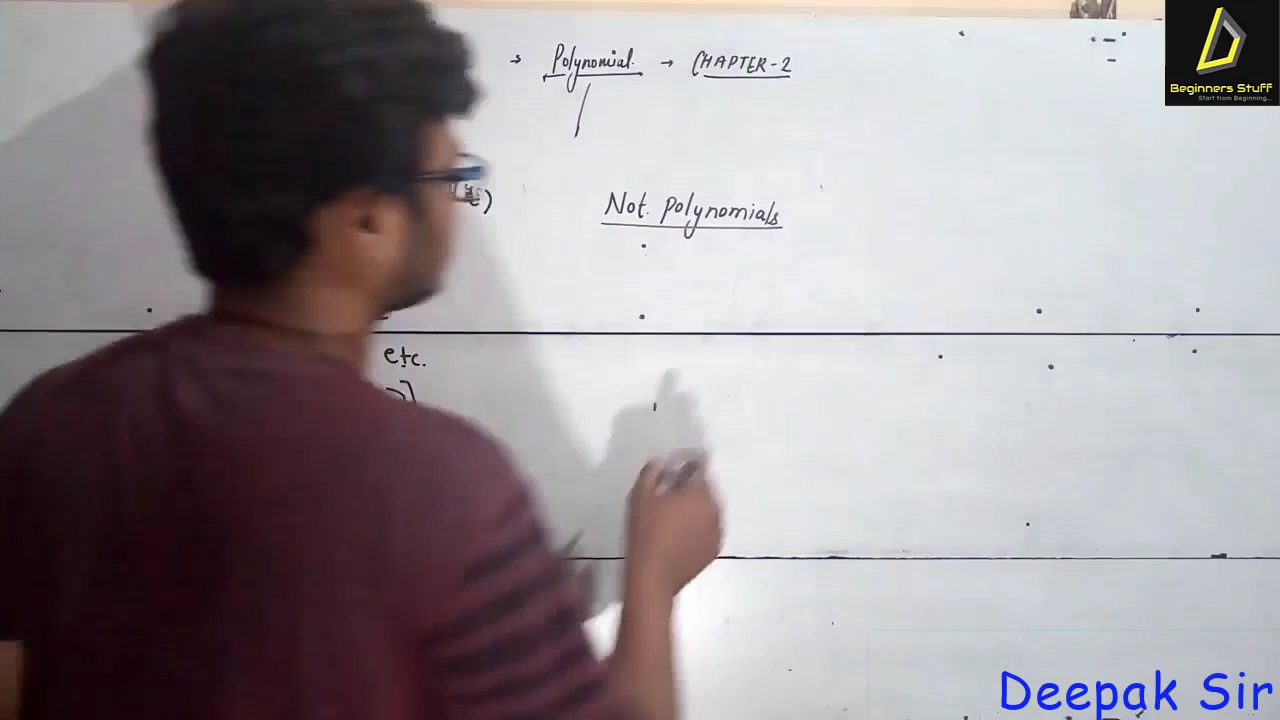 → Polynomial. → CHAPTER-2
Not. polynomials
etc.
Beginners Stuff
Start from Beginning...
Deepak Sir